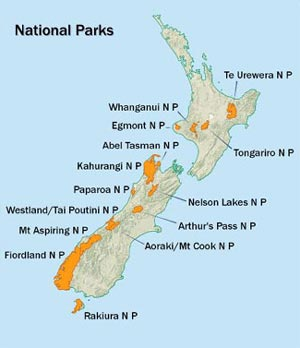 National Parks
Te Urewera N P
Whanganui N P
Egmont N P
Abel Tasman N P
Tongariro N P
Kahurangi N P
Paparoa N P
Nelson Lakes N P
Westland/Tai Poutini N P
Arthur's Pass N P
Mt Aspiring N P
Aoraki/Mt Cook N P
Fiordland N P
Rakiura N P